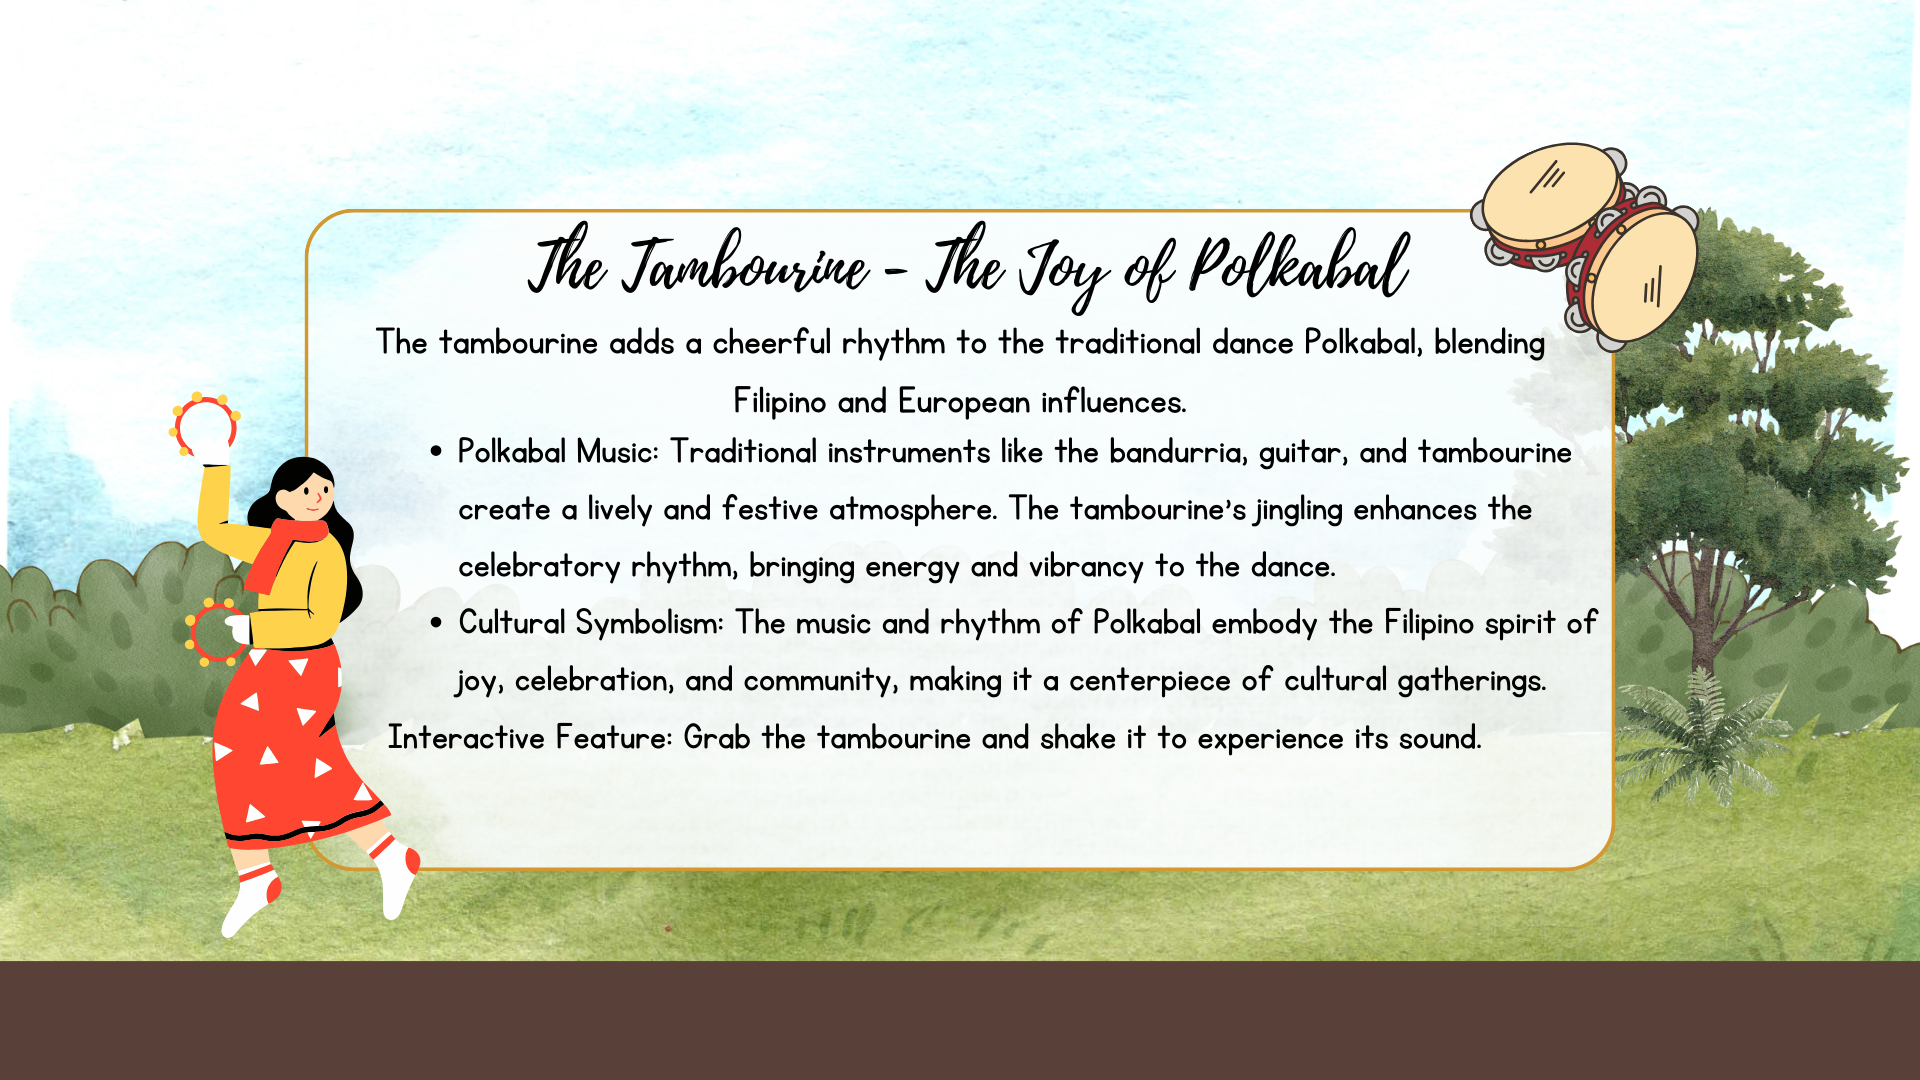 The Tambourine - The Joy of Polkabal
The tambourine adds a cheerful rhythm to the traditional dance Polkabal, blending
Filipino and European influences.
• Polkabal Music: Traditional instruments like the bandurria, guitar, and tambourine
create a lively and festive atmosphere. The tambourine's jingling enhances the
celebratory rhythm, bringing energy and vibrancy to the dance.
• Cultural Symbolism: The music and rhythm of Polkabal embody the Filipino spirit of
joy, celebration, and community, making it a centerpiece of cultural gatherings.
Interactive Feature: Grab the tambourine and shake it to experience its sound.